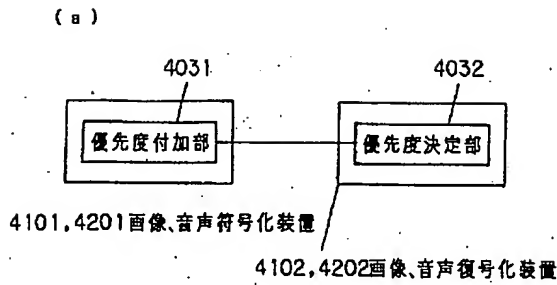 (a)
4031
4032
優先度付加部
優先度決定部
4101,4201画像、音声符号化装置
4102,4202画像、音声復号化装置